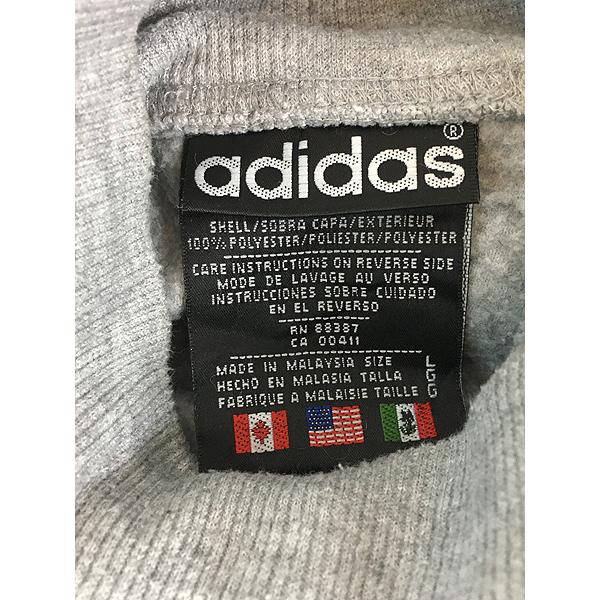 adidas®
SHELL/SOBRA CAPA/EXTERIEUR
100% POLYESTER/POLIESTER/POLYESTER
CARE INSTRUCTIONS ON REVERSE SIDE
MODE DE LAVAGE AU VERSO
INSTRUCCIONES SOBRE CUIDADO
EN EL REVERSO
RN 88387
CA 00411
MADE IN MALAYSIA SIZE L
HECHO EN MALASIA TALLA G
FABRIQUE A MALAISIE TAILLE G